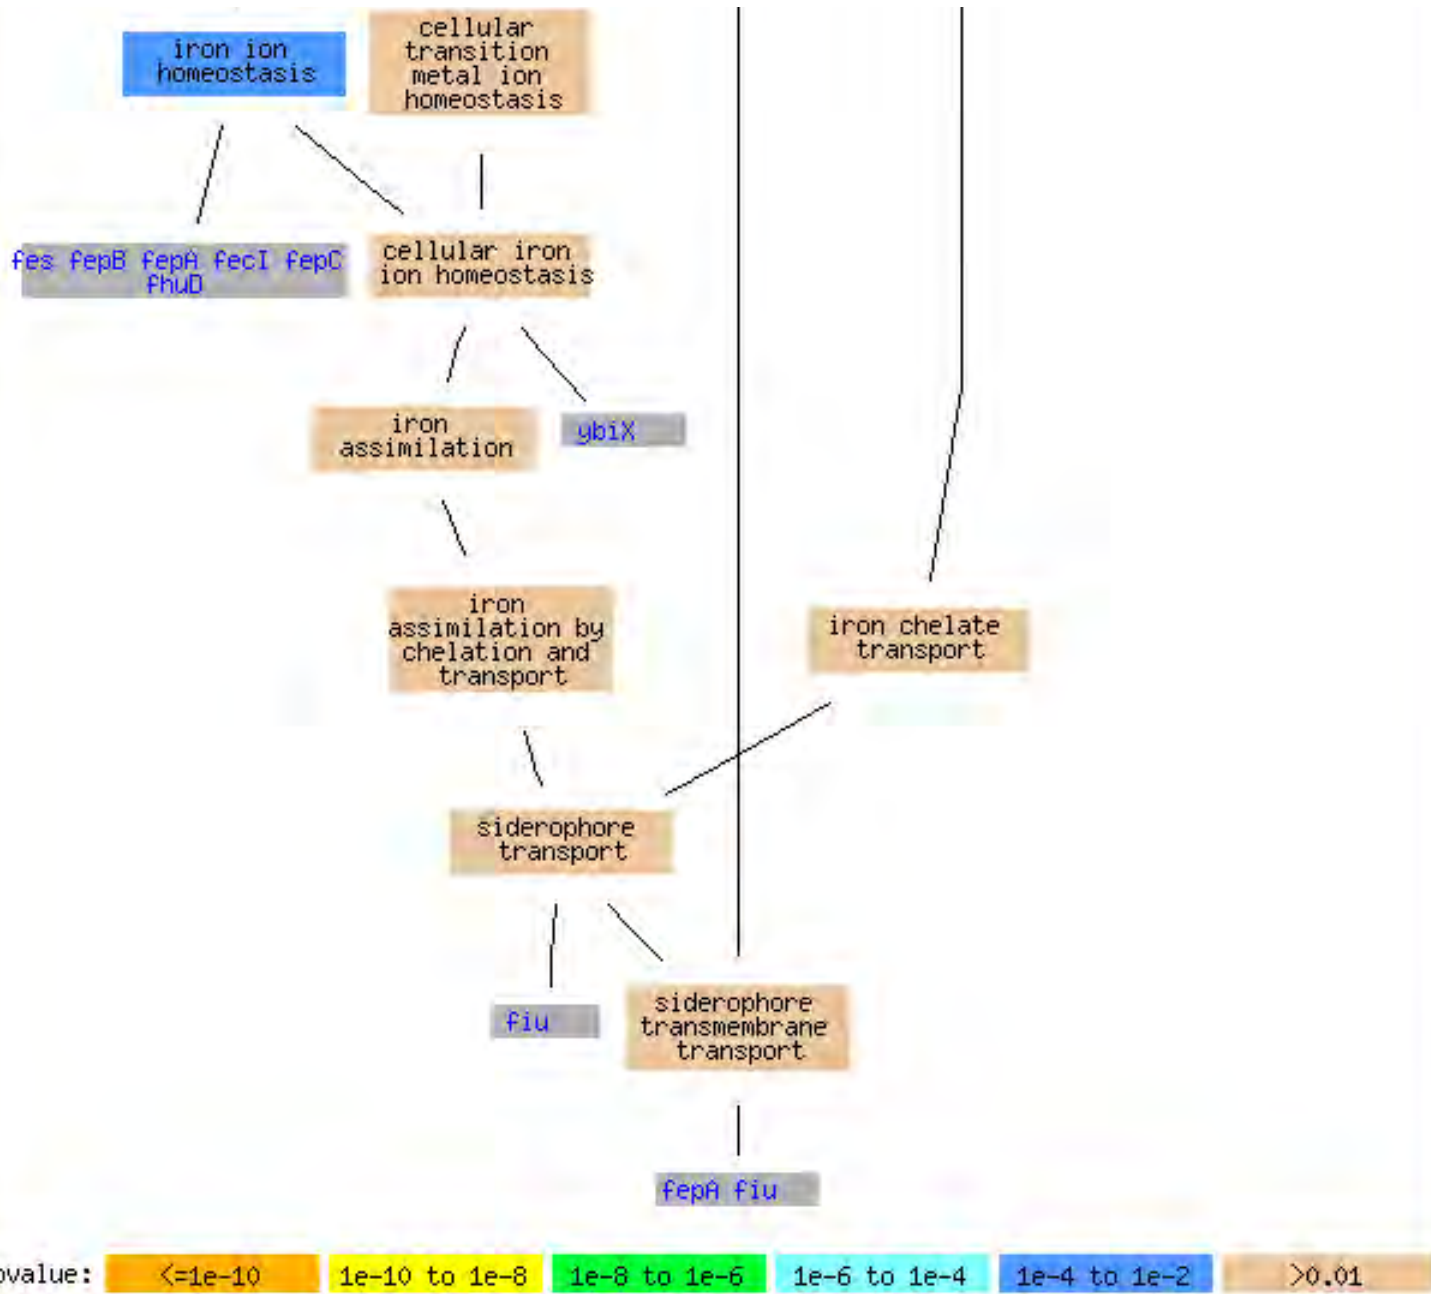 iron ion
homeostasis
cellular
transition
metal ion
homeostasis
fes fepB fepA fecI fepC
fhuD
cellular iron
ion homeostasis
iron
assimilation
ybiX
iron
assimilation by
chelation and
transport
iron chelate
transport
siderophore
transport
fiu
siderophore
transmembrane
transport
fepA fiu
pvalue: <=1e-10 1e-10 to 1e-8 1e-8 to 1e-6 1e-6 to 1e-4 1e-4 to 1e-2 >0.01